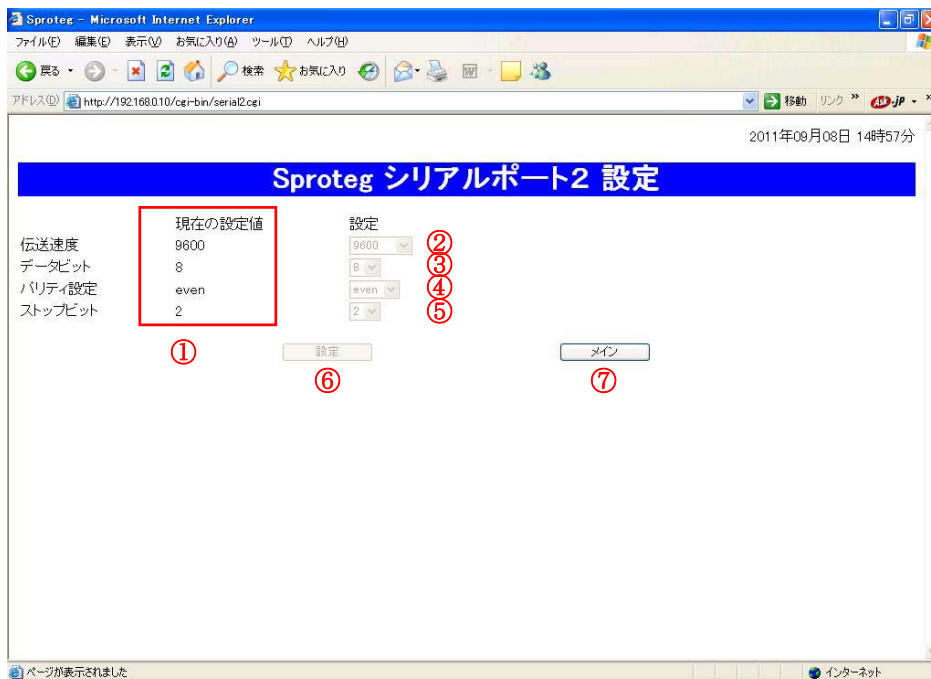 Sproteg - Microsoft Internet Explorer
ファイル(F) 編集(E) 表示(V) お気に入り(A) ツール(T) ヘルプ(H)
戻る 検索 お気に入り
アドレス(D) http://192.168.0.10/cgi-bin/serial2.cgi 移動 リンク » Ask.jp »
2011年09月08日 14時57分
Sproteg シリアルポート2 設定
現在の設定値 設定
伝送速度 9600 9600 ②
データビット 8 8 ③
パリティ設定 even even ④
ストップビット 2 2 ⑤
① 設定 メイン
⑥ ⑦
ページが表示されました インターネット